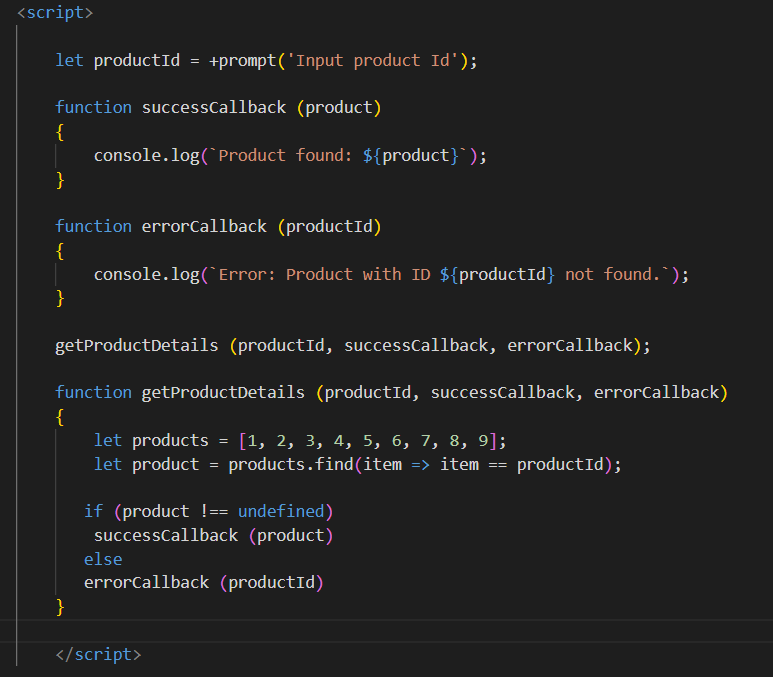 <script>
let productId = +prompt('Input product Id');
function successCallback (product)
{
console.log(`Product found: ${product}`);
}
function errorCallback (productId)
{
console.log(`Error: Product with ID ${productId} not found.`);
}
getProductDetails (productId, successCallback, errorCallback);
function getProductDetails (productId, successCallback, errorCallback)
{
let products = [1, 2, 3, 4, 5, 6, 7, 8, 9];
let product = products.find(item => item == productId);
if (product !== undefined)
successCallback (product)
else
errorCallback (productId)
}
</script>